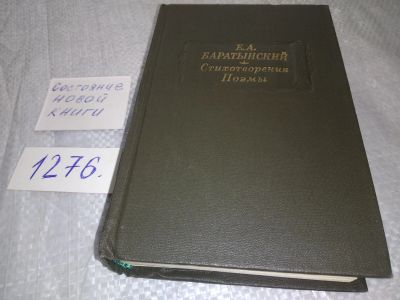 Состояние
новой
книги
1276.
Е.А.
БАРАТЫНСКИЙ
Стихотворения
Поэмы